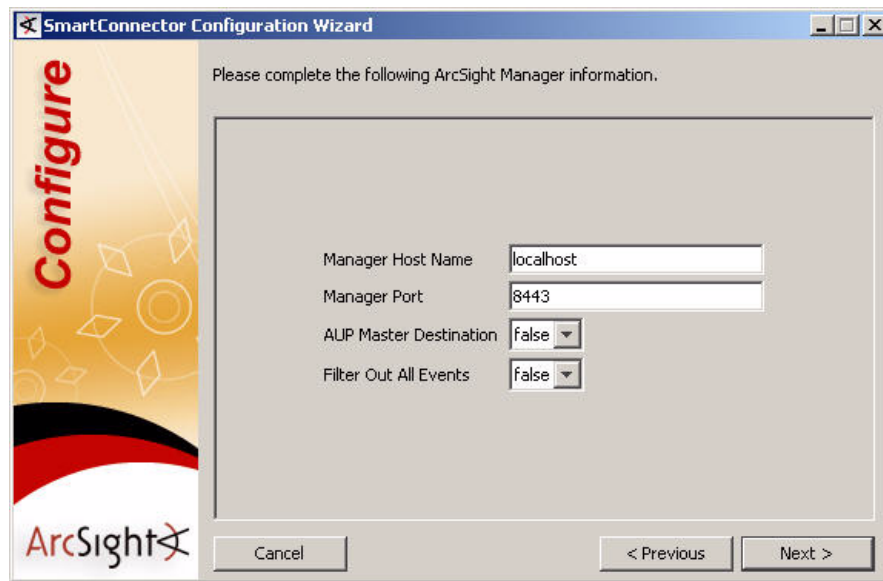 SmartConnector Configuration Wizard
Configure
Please complete the following ArcSight Manager information.
Manager Host Name localhost
Manager Port 8443
AUP Master Destination false
Filter Out All Events false
ArcSight
Cancel < Previous Next >